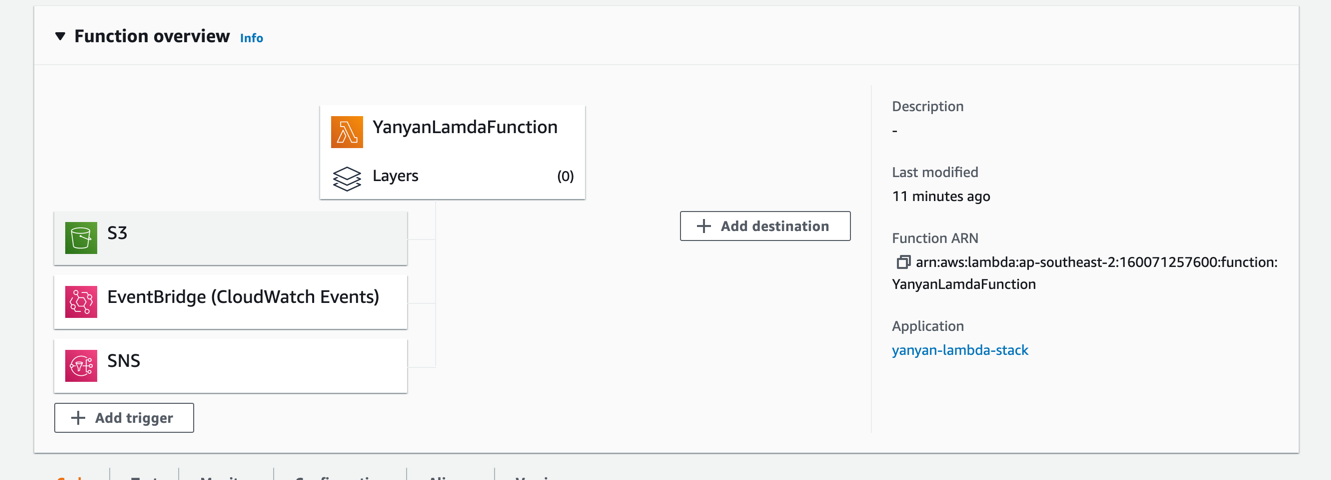 Function overview Info
YanyanLamdaFunction
Layers (0)
S3
EventBridge (CloudWatch Events)
SNS
+ Add trigger
+ Add destination
Description
-
Last modified
11 minutes ago
Function ARN
arn:aws:lambda:ap-southeast-2:160071257600:function:
YanyanLamdaFunction
Application
yanyan-lambda-stack